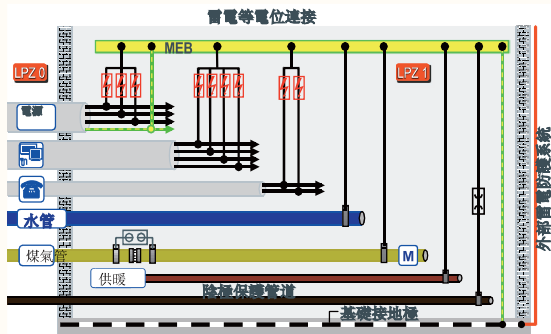 雷電等電位連接
MEB
LPZ 0
LPZ 1
電源
水管
煤氣管
M
供暖
陰極保護管道
基礎接地極
外部雷電防護系統